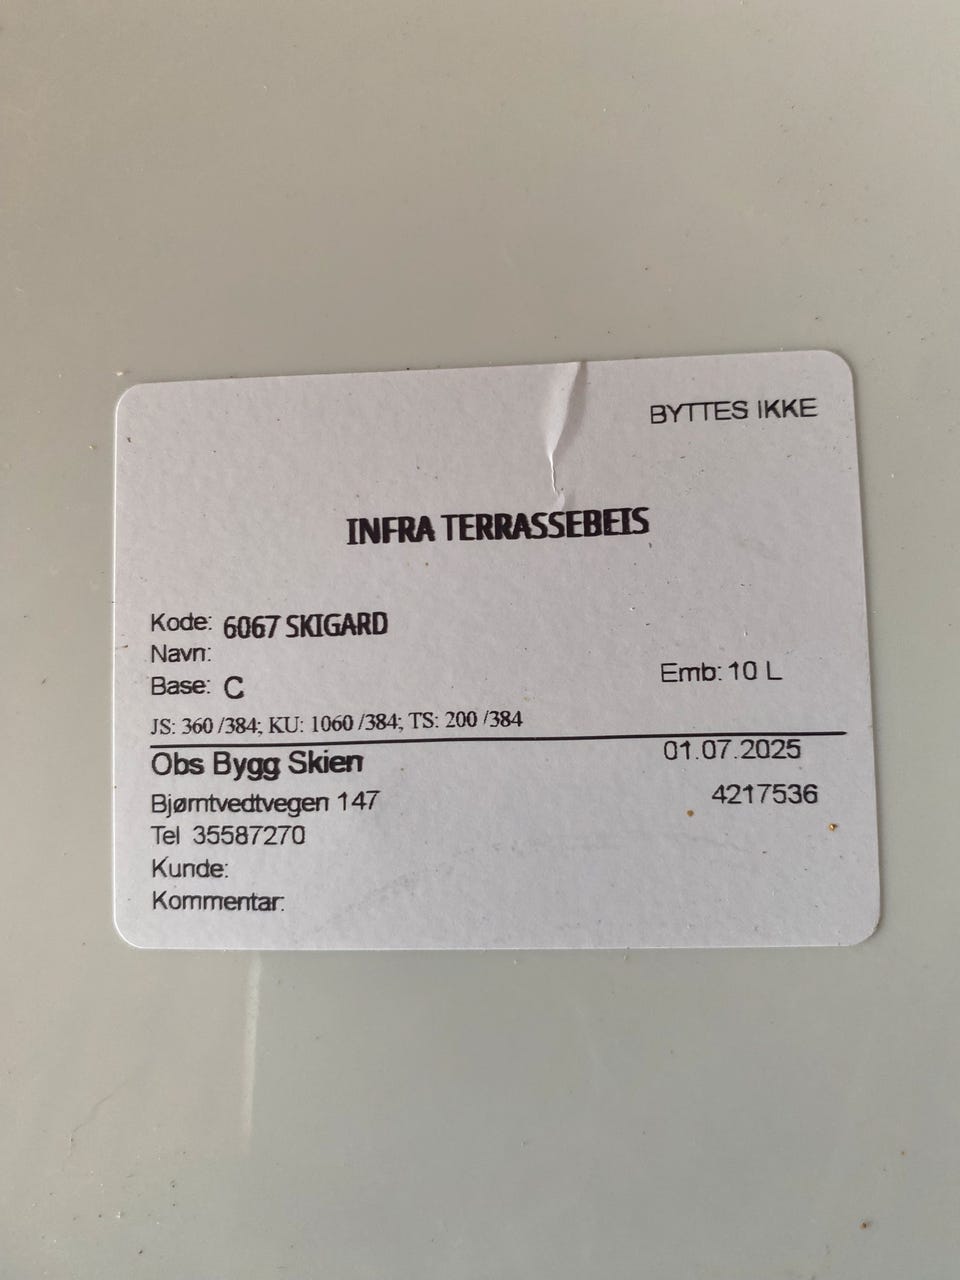 BYTTES IKKE
INFRA TERRASSEBEIS
Kode: 6067 SKIGARD
Navn:
Base: C
Emb: 10 L
JS: 360 /384; KU: 1060 /384; TS: 200 /384
Obs Bygg Skien 01.07.2025
Bjørntvedtvegen 147 4217536
Tel 35587270
Kunde:
Kommentar: